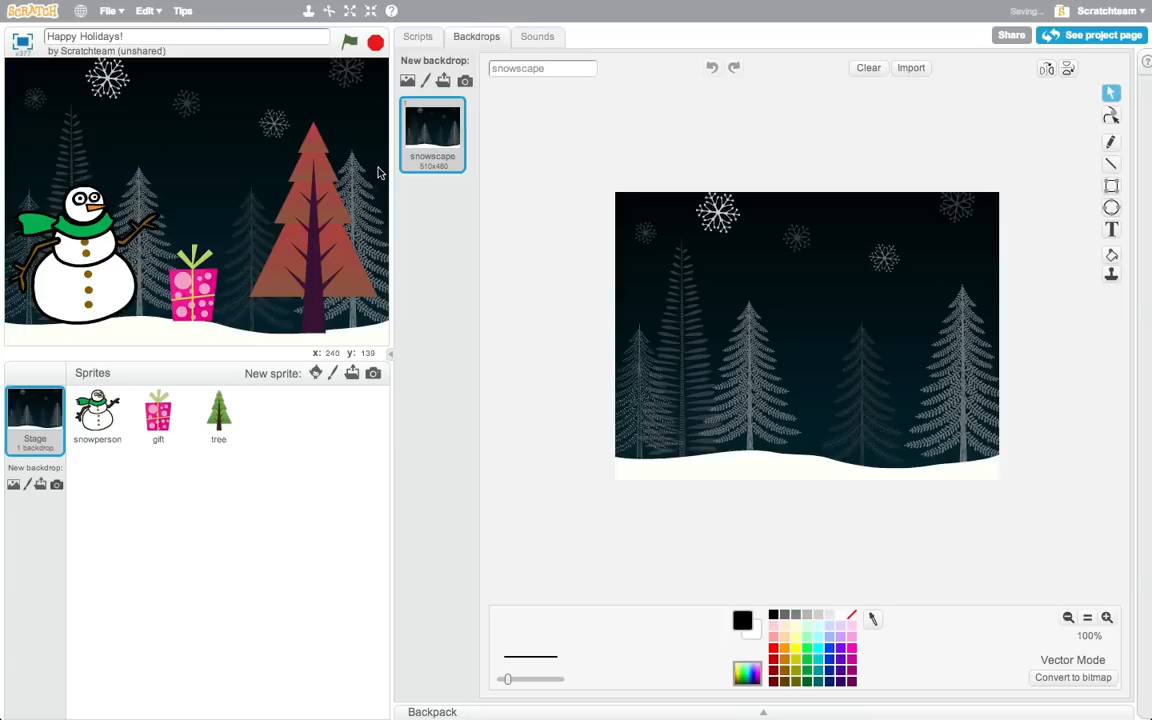 SCRATCH File Edit Tips Saving... Scratchteam
Happy Holidays!
by Scratchteam (unshared)
v377
Scripts Backdrops Sounds
Share See project page
New backdrop:
snowscape
Clear Import
1
snowscape
510x480
x: 240 y: 139
Sprites New sprite:
Stage
1 backdrop
New backdrop:
snowperson gift tree
T
100%
Vector Mode
Convert to bitmap
Backpack